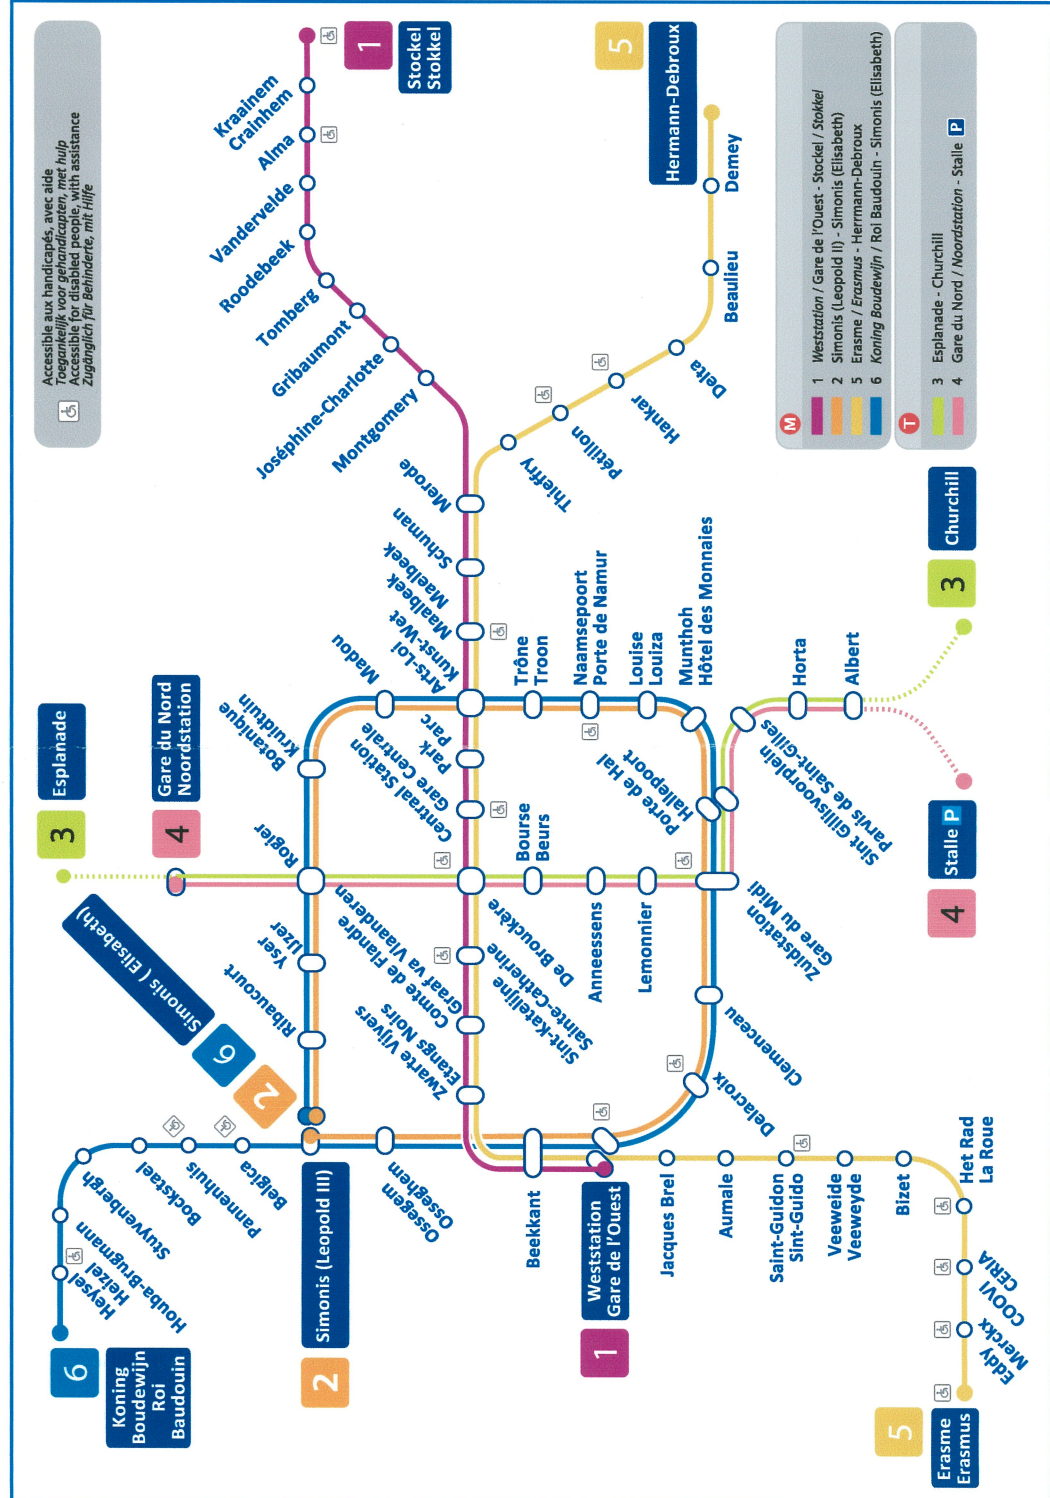 Accessible aux handicapés, avec aide
Toegankelijk voor gehandicapten, met hulp
Accessible for disabled people, with assistance
Zugänglich für Behinderte, mit Hilfe
6
Koning
Boudewijn
Roi
Baudouin
Heysel
Heizel
Houba-Brugmann
Stuyvenbergh
Bockstael
Pannenhuis
Belgica
2
Simonis (Leopold III)
2
6
Simonis ( Elisabeth)
Ribaucourt
Yser
IJzer
Rogier
Botanique
Kruidtuin
Madou
3
Esplanade
4
Gare du Nord
Noordstation
Ossegem
Osseghem
Beekkant
1
Weststation
Gare de l'Ouest
Zwarte Vijvers
Etangs Noirs
Comte de Flandre
Graaf va Vlaanderen
Sint-Katelijne
Sainte-Catherine
De Brouckère
Centraal Station
Gare Centrale
Park
Parc
Arts-Loi
Kunst-Wet
Maalbeek
Maelbeek
Schuman
Merode
Montgomery
Joséphine-Charlotte
Gribaumont
Tomberg
Roodebeek
Vandervelde
Alma
Kraainem
Crainhem
1
Stockel
Stokkel
Bourse
Beurs
Anneessens
Lemonnier
Trône
Troon
Naamsepoort
Porte de Namur
Louise
Louiza
Munthoh
Hôtel des Monnaies
Porte de Hal
Hallepoort
Zuidstation
Gare du Midi
Clemenceau
Delacroix
Sint Gillisvoorplein
Parvis de Saint-Gilles
Horta
Albert
Thieffry
Pétillon
Hankar
Delta
Beaulieu
Demey
5
Hermann-Debroux
Jacques Brel
Aumale
Saint-Guidon
Sint-Guido
Veeweide
Veeweyde
Bizet
Het Rad
La Roue
COOVI
CERIA
Eddy
Merckx
5
Erasme
Erasmus
4
Stalle P
3
Churchill
M
1 Weststation / Gare de l'Ouest - Stockel / Stokkel
2 Simonis (Leopold II) - Simonis (Elisabeth)
5 Erasme / Erasmus - Herrmann-Debroux
6 Koning Boudewijn / Roi Baudouin - Simonis (Elisabeth)
T
3 Esplanade - Churchill
4 Gare du Nord / Noordstation - Stalle P